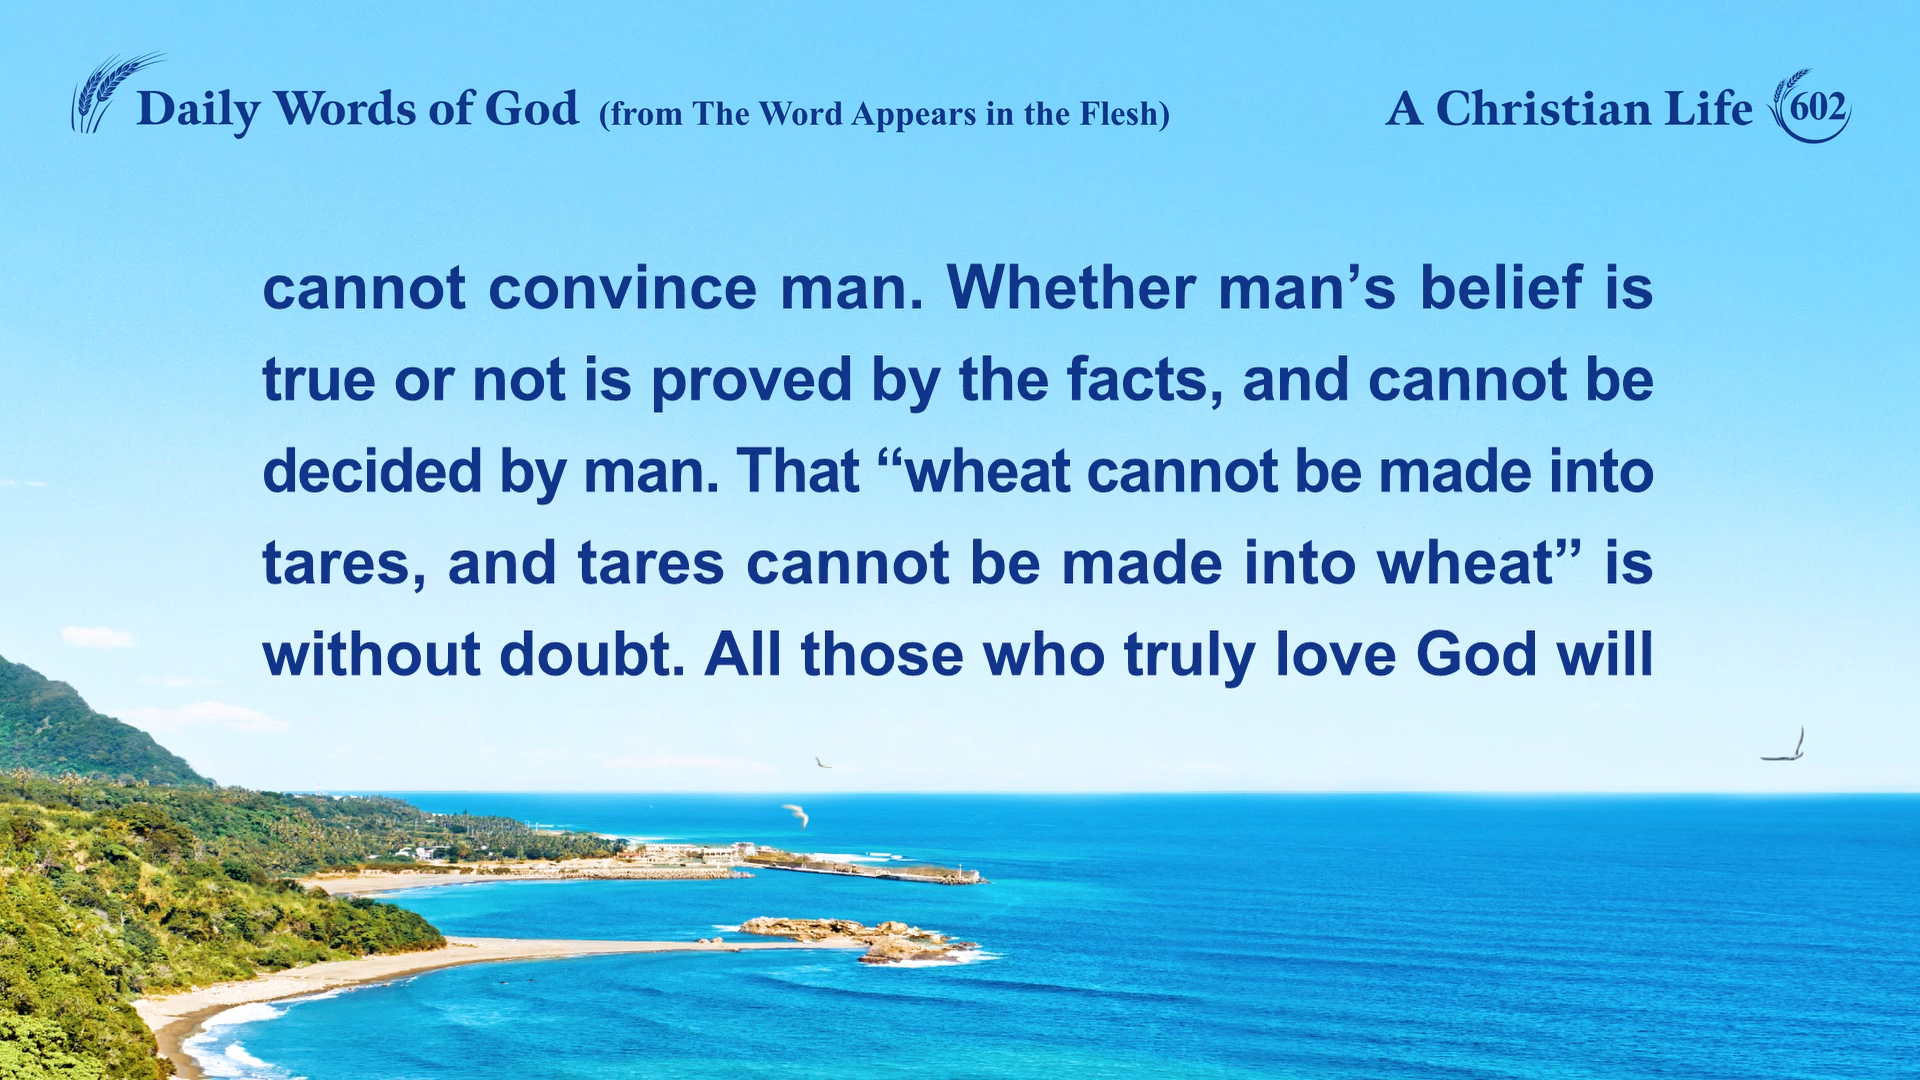 Daily Words of God (from The Word Appears in the Flesh)
A Christian Life 602
cannot convince man. Whether man’s belief is
true or not is proved by the facts, and cannot be
decided by man. That “wheat cannot be made into
tares, and tares cannot be made into wheat” is
without doubt. All those who truly love God will